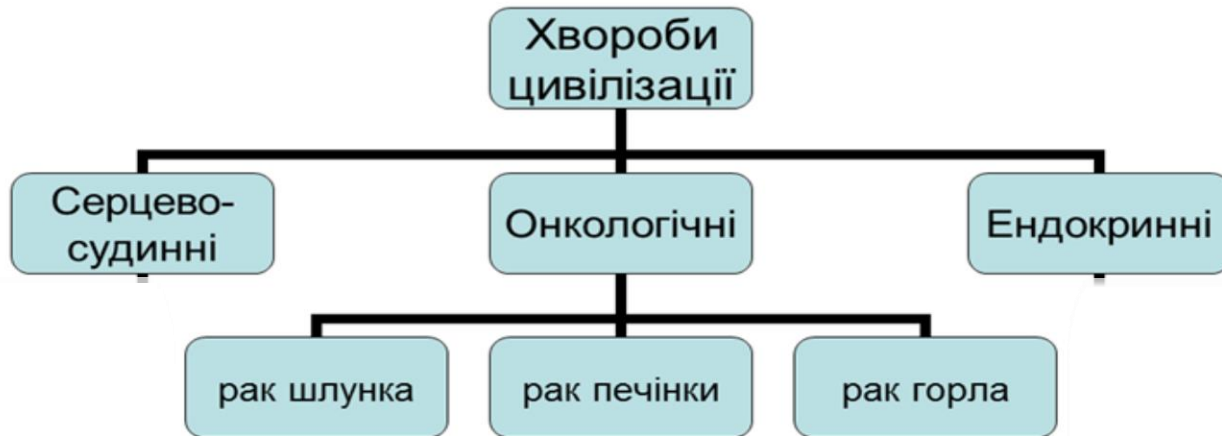 Хвороби
цивілізації
Серцево-
судинні
Онкологічні
Ендокринні
рак шлунка
рак печінки
рак горла